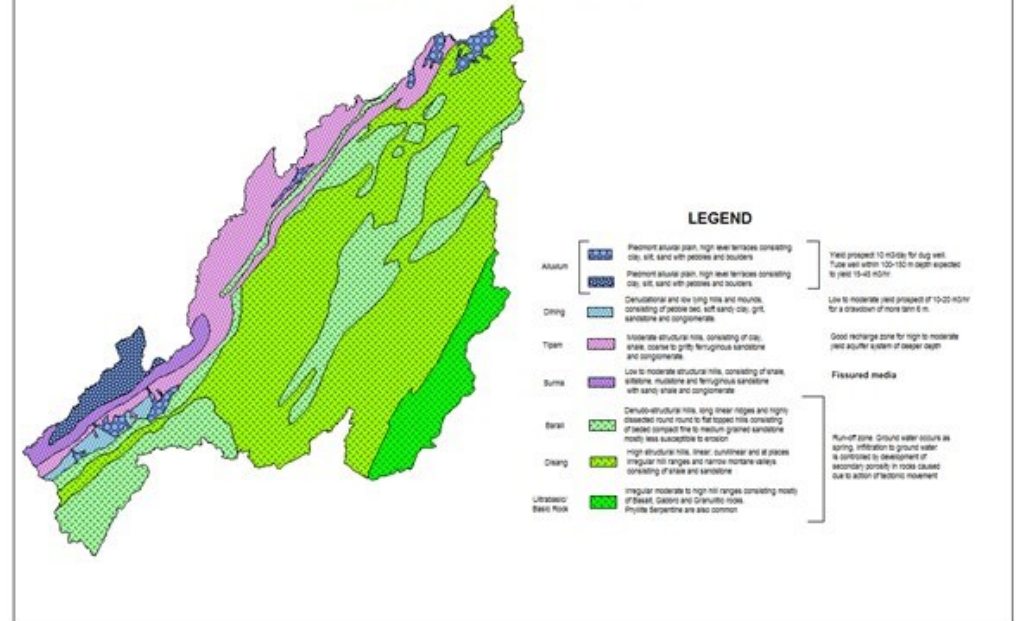 LEGEND
Alluvium
Piedmont alluvial plain, high level terraces consisting
clay, silt, sand with pebbles and boulders
Piedmont alluvial plain, high level terraces consisting
clay, silt, sand with pebbles and boulders
Yield prospect 10 m3/day for dug well.
Tube well within 100-150 m depth expected
to yield 15-45 m3/hr.
Dihing
Denudational and low lying hills and mounds,
consisting of pebble bed, soft sandy clay, grit,
sandstone and conglomerate.
Low to moderate yield prospect of 10-20 m3/hr
for a drawdown of more tann 6 m.
Tipam
Moderate structural hills, consisting of clay,
shale, coarse to gritty ferruginous sandstone
and conglomerate.
Good recharge zone for high to moderate
yield aquifer system of deeper depth
Surma
Low to moderate structural hills, consisting of shale,
siltstone, mudstone and ferruginous sandstone
with sandy shale and conglomerate
Fissured media
Barail
Denudo-structural hills, long linear ridges and highly
dissected round round to flat topped hills consisting
of beded compact fine to medium grained sandstone
mostly less susceptible to erosion
Disang
High structural hills, linear, curvilinear and at places
irregular hill ranges and narrow montane valleys
consisting of shale and sandstone
Ultrabasic/
Basic Rock
Irregular moderate to high hill ranges consisting mostly
of Basalt, Gabbro and Granulitic rocks.
Phyllite Serpentine are also common
Run-off zone. Ground water occurs as
spring, infiltration to ground water
is controlled by development of
secondary porosity in rocks caused
due to action of tectonic movement